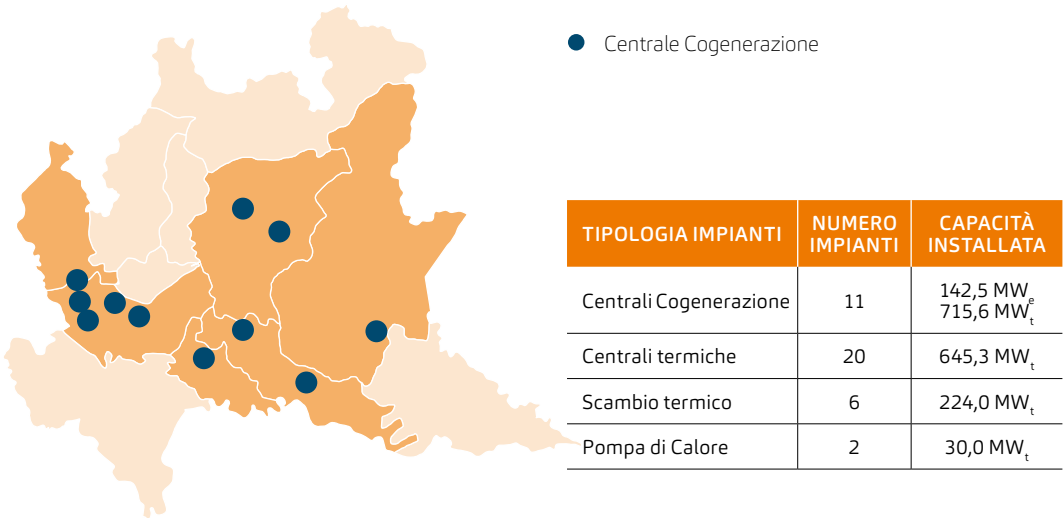 Centrale Cogenerazione
TIPOLOGIA IMPIANTI NUMERO IMPIANTI CAPACITÀ INSTALLATA
Centrali Cogenerazione 11 142,5 MWe
715,6 MWt
Centrali termiche 20 645,3 MWt
Scambio termico 6 224,0 MWt
Pompa di Calore 2 30,0 MWt